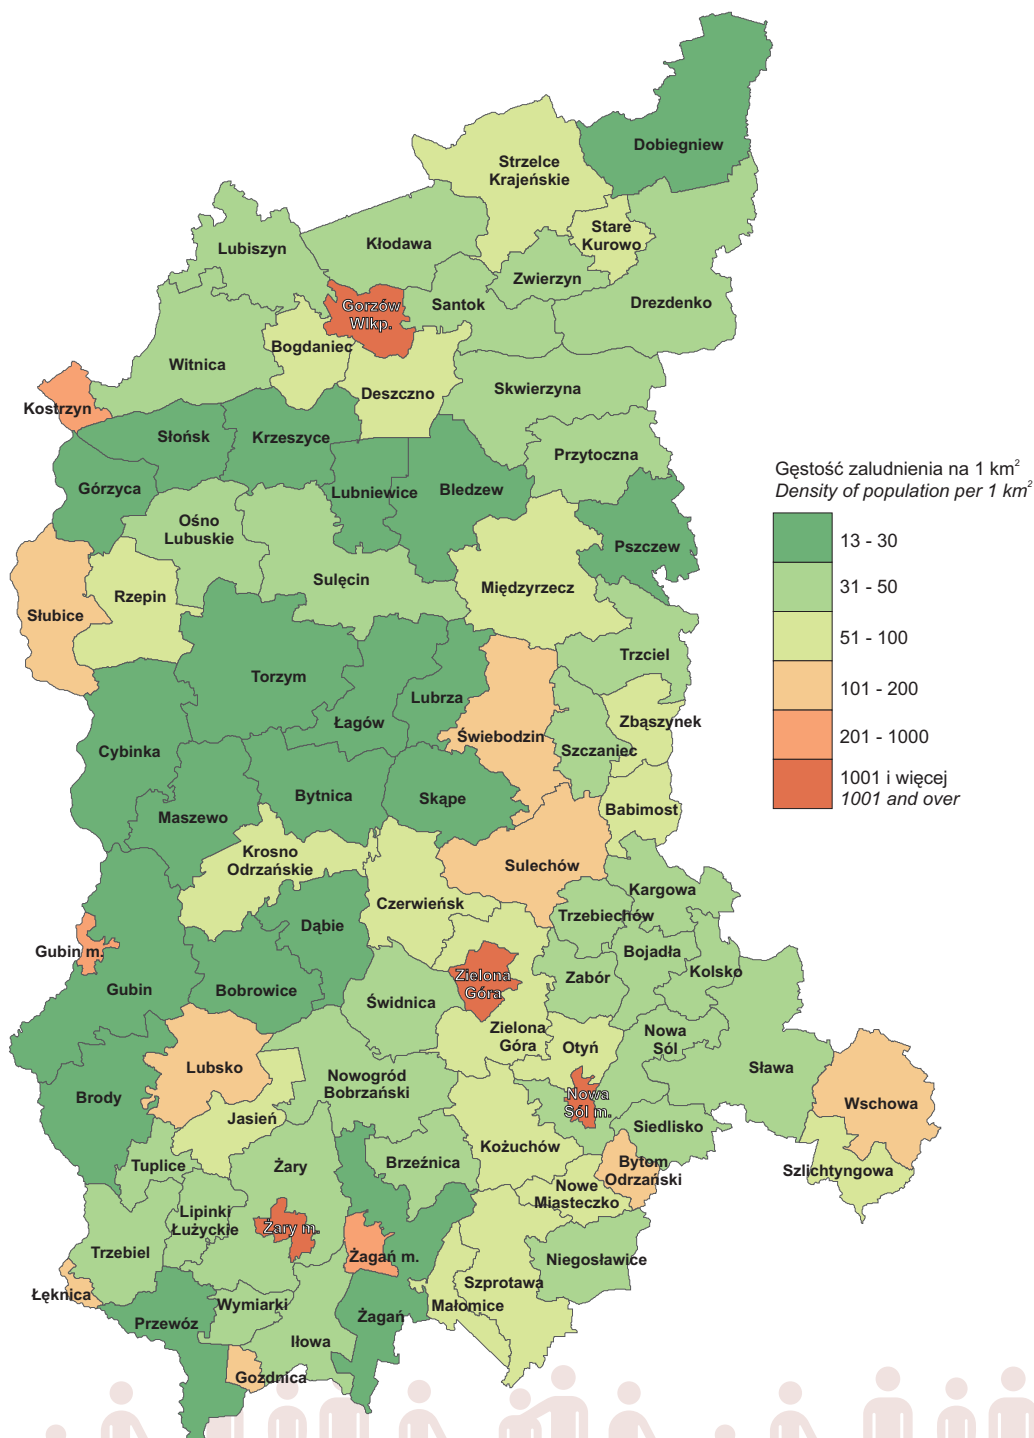 Dobiegniew
Strzelce
Krajeńskie
Stare
Kurowo
Kłodawa
Lubiszyn
Zwierzyn
Drezdenko
Santok
Gorzów
Wlkp.
Bogdaniec
Witnica
Deszczno
Skwierzyna
Kostrzyn
Słońsk
Krzeszyce
Przytoczna
Górzyca
Lubniewice
Bledzew
Ośno
Lubuskie
Pszczew
Sulęcin
Międzyrzecz
Rzepin
Słubice
Trzciel
Torzym
Lubrza
Łagów
Zbąszynek
Świebodzin
Szczaniec
Cybinka
Bytnica
Skąpe
Maszewo
Babimost
Krosno
Odrzańskie
Sulechów
Kargowa
Czerwieńsk
Trzebiechów
Dąbie
Gubin m.
Bojadła
Kolsko
Zielona
Góra
Zabór
Gubin
Bobrowice
Świdnica
Zielona
Góra
Otyń
Nowa
Sól
Lubsko
Sława
Nowogród
Bobrzański
Brody
Nowa
Sól m.
Wschowa
Jasień
Siedlisko
Kożuchów
Tuplice
Żary
Brzeźnica
Bytom
Odrzański
Szlichtyngowa
Nowe
Miasteczko
Lipinki
Łużyckie
Żary m.
Trzebiel
Żagań m.
Niegosławice
Szprotawa
Łęknica
Wymiarki
Małomice
Przewóz
Żagań
Iłowa
Gozdnica
Gęstość zaludnienia na 1 km²
Density of population per 1 km²
13 - 30
31 - 50
51 - 100
101 - 200
201 - 1000
1001 i więcej
1001 and over